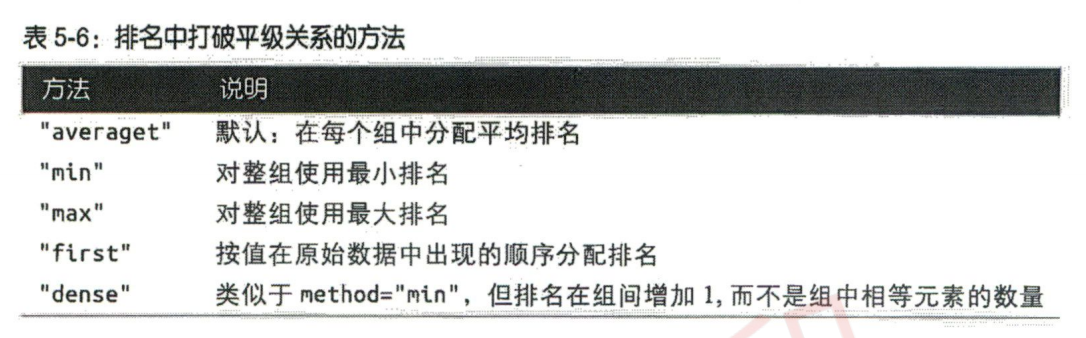 表 5-6：排名中打破平级关系的方法
方法 说明
"averaget" 默认：在每个组中分配平均排名
"min" 对整组使用最小排名
"max" 对整组使用最大排名
"first" 按值在原始数据中出现的顺序分配排名
"dense" 类似于 method="min"，但排名在组间增加 1,而不是组中相等元素的数量